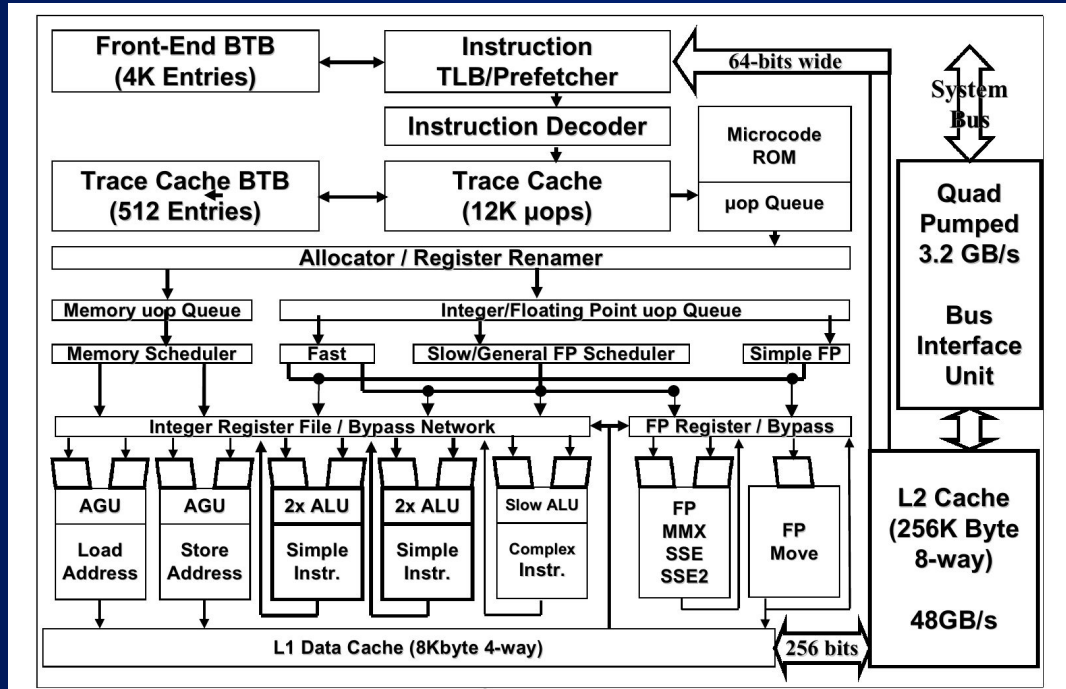 Front-End BTB
(4K Entries)
Instruction
TLB/Prefetcher
64-bits wide
System
Bus
Instruction Decoder
Microcode
ROM
Trace Cache BTB
(512 Entries)
Trace Cache
(12K µops)
µop Queue
Quad
Pumped
3.2 GB/s
Bus
Interface
Unit
Allocator / Register Renamer
Memory uop Queue
Integer/Floating Point uop Queue
Memory Scheduler
Fast
Slow/General FP Scheduler
Simple FP
Integer Register File / Bypass Network
FP Register / Bypass
AGU
Load
Address
AGU
Store
Address
2x ALU
Simple
Instr.
2x ALU
Simple
Instr.
Slow ALU
Complex
Instr.
FP
MMX
SSE
SSE2
FP
Move
L2 Cache
(256K Byte
8-way)
48GB/s
L1 Data Cache (8Kbyte 4-way)
256 bits